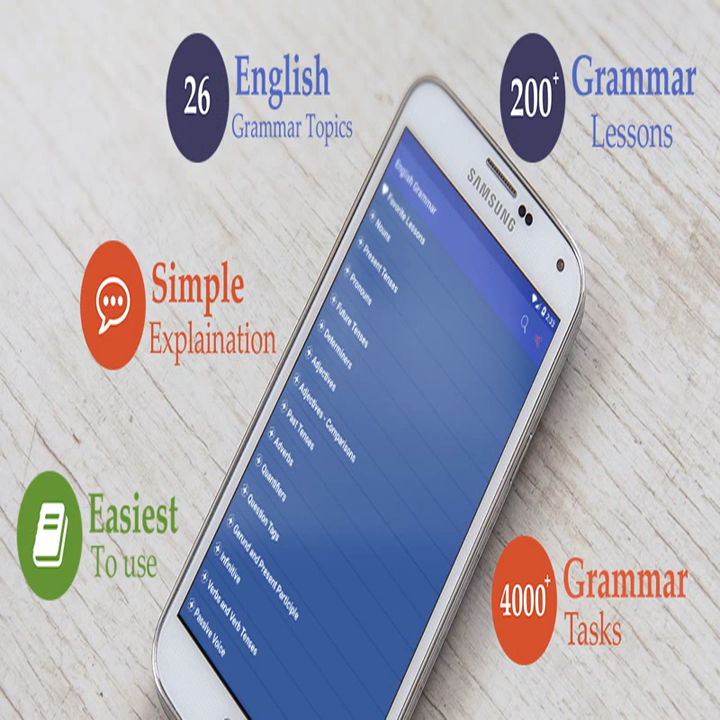 26
English
Grammar Topics
200+
Grammar
Lessons
Simple
Explaination
Easiest
To use
4000+
Grammar
Tasks
SAMSUNG
2:33
English Grammar
Favorite Lessons
Nouns
Present Tenses
Pronouns
Future Tenses
Determiners
Adjectives
Adjectives - Comparisons
Past Tenses
Adverbs
Quantifiers
Question Tags
Gerund and Present Participle
Infinitive
Verbs and Verb Tenses
Passive Voice